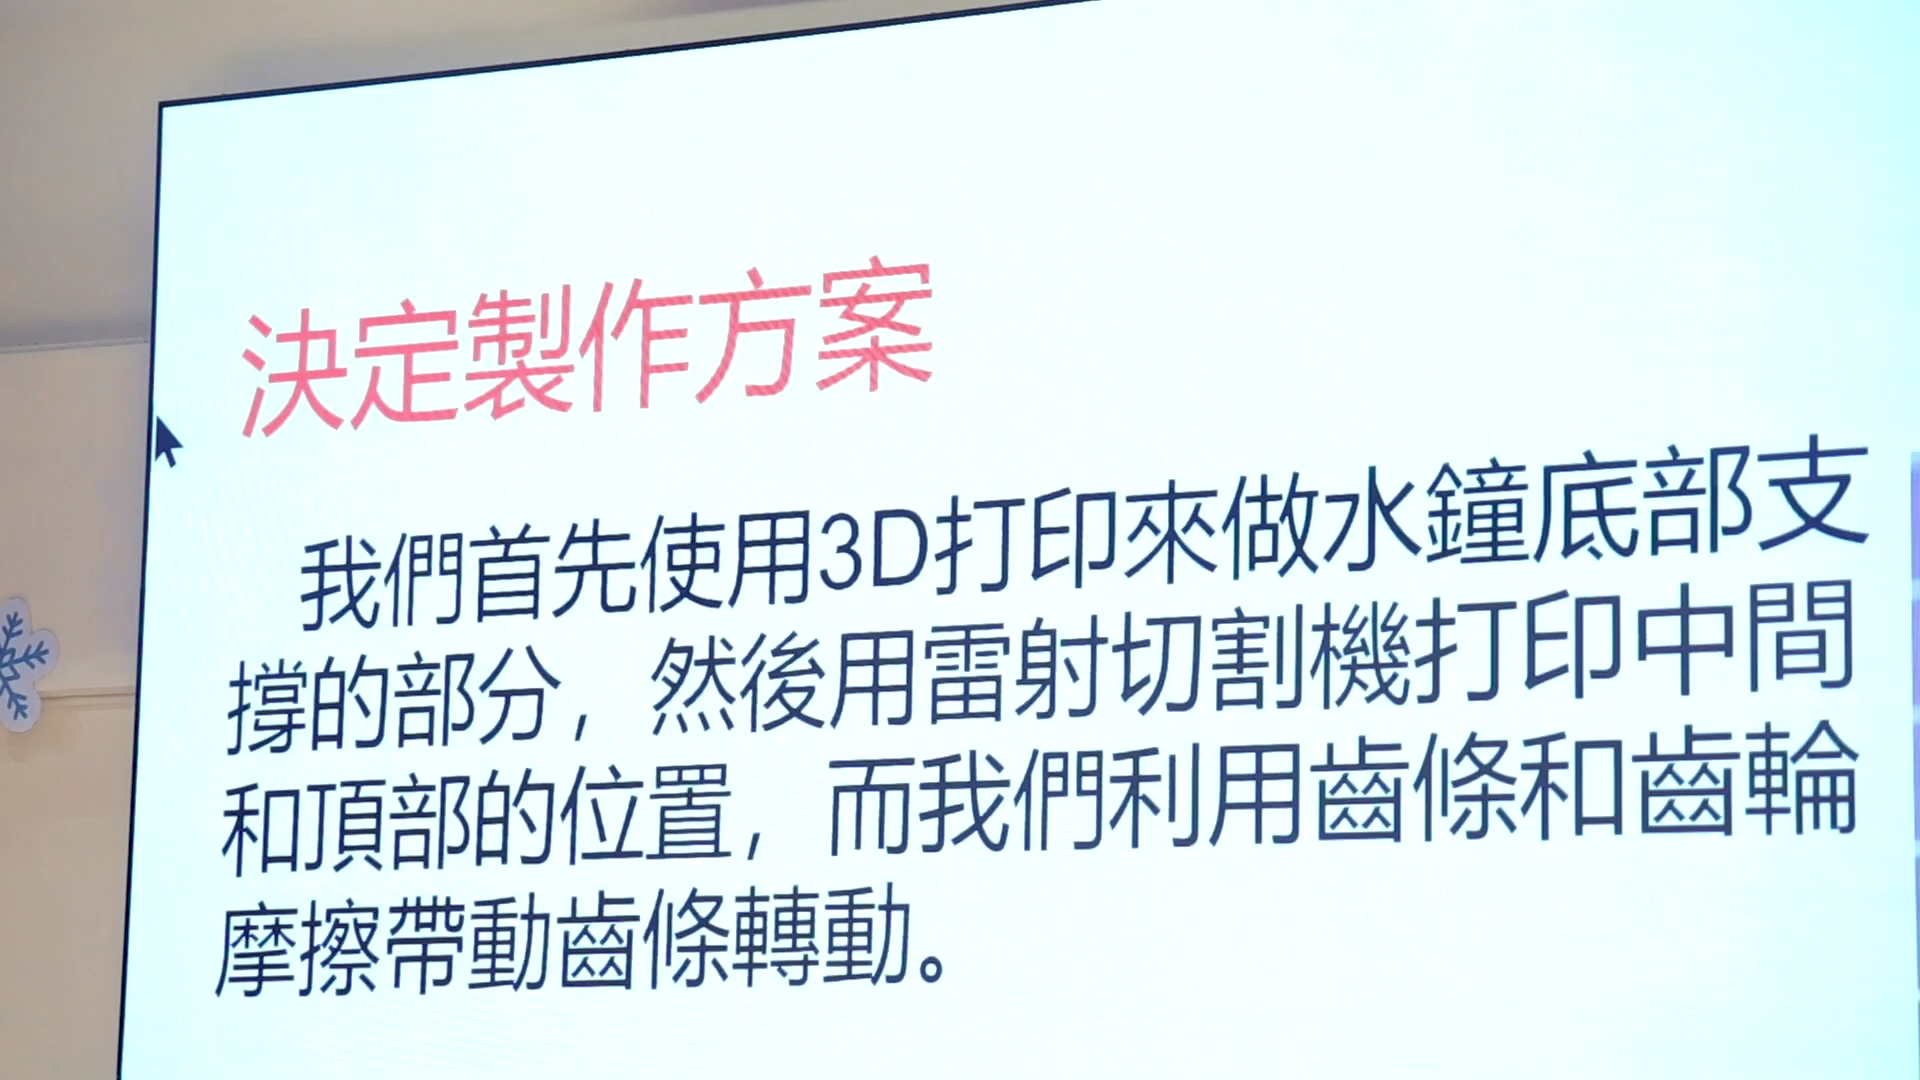 決定製作方案
我們首先使用3D打印來做水鐘底部支
撐的部分，然後用雷射切割機打印中間
和頂部的位置，而我們利用齒條和齒輪
摩擦帶動齒條轉動。